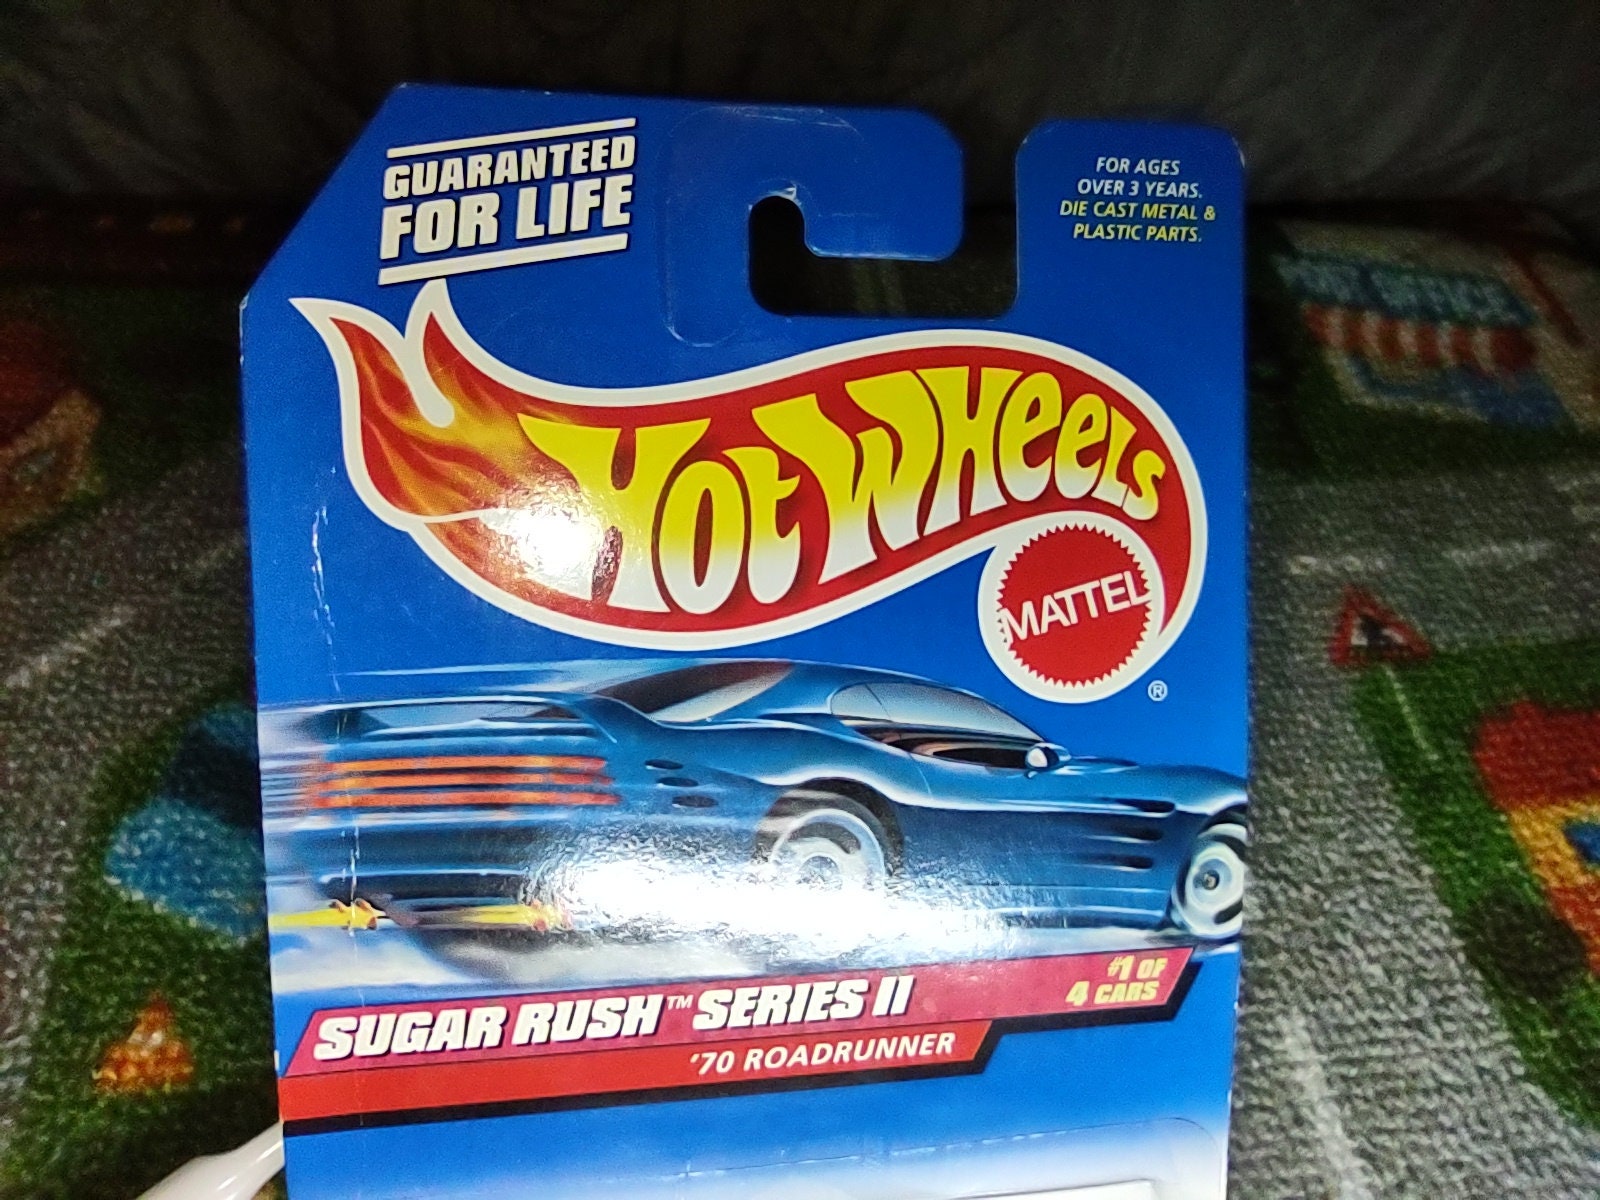 GUARANTEED
FOR LIFE
FOR AGES
OVER 3 YEARS.
DIE CAST METAL &
PLASTIC PARTS.
HOT WHEELS
MATTEL
®
SUGAR RUSH™ SERIES II
#1 OF
4 CARS
'70 ROADRUNNER